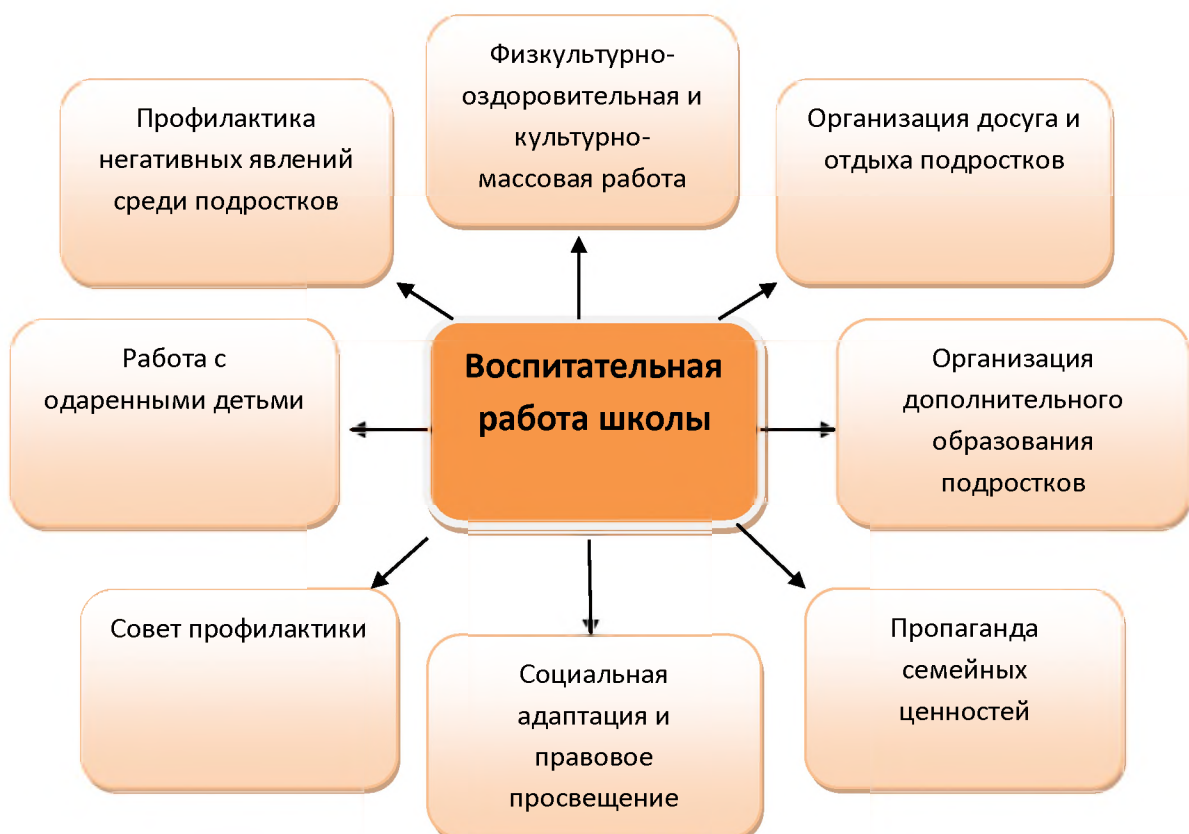 Физкультурно-
оздоровительная и
культурно-
массовая работа
Профилактика
негативных явлений
среди подростков
Организация досуга и
отдыха подростков
Воспитательная
работа школы
Работа с
одаренными детьми
Организация
дополнительного
образования
подростков
Совет профилактики
Социальная
адаптация и
правовое
просвещение
Пропаганда
семейных
ценностей